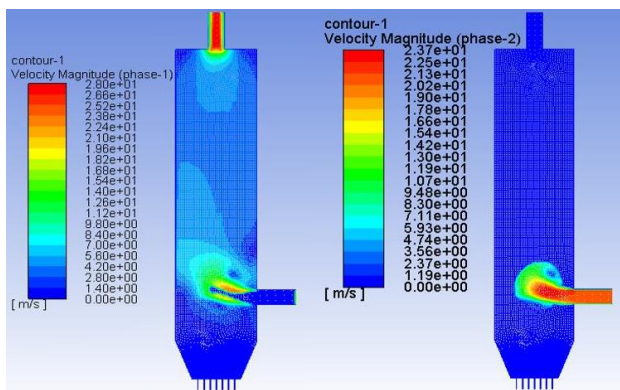 contour-1
Velocity Magnitude (phase-1)
2.80e+01
2.66e+01
2.52e+01
2.38e+01
2.24e+01
2.10e+01
1.96e+01
1.82e+01
1.68e+01
1.54e+01
1.40e+01
1.26e+01
1.12e+01
9.80e+00
8.40e+00
7.00e+00
5.60e+00
4.20e+00
2.80e+00
1.40e+00
0.00e+00
[ m/s ]
contour-1
Velocity Magnitude (phase-2)
2.37e+01
2.25e+01
2.13e+01
2.02e+01
1.90e+01
1.78e+01
1.66e+01
1.54e+01
1.42e+01
1.30e+01
1.19e+01
1.07e+01
9.48e+00
8.30e+00
7.11e+00
5.93e+00
4.74e+00
3.56e+00
2.37e+00
1.19e+00
0.00e+00
[ m/s ]